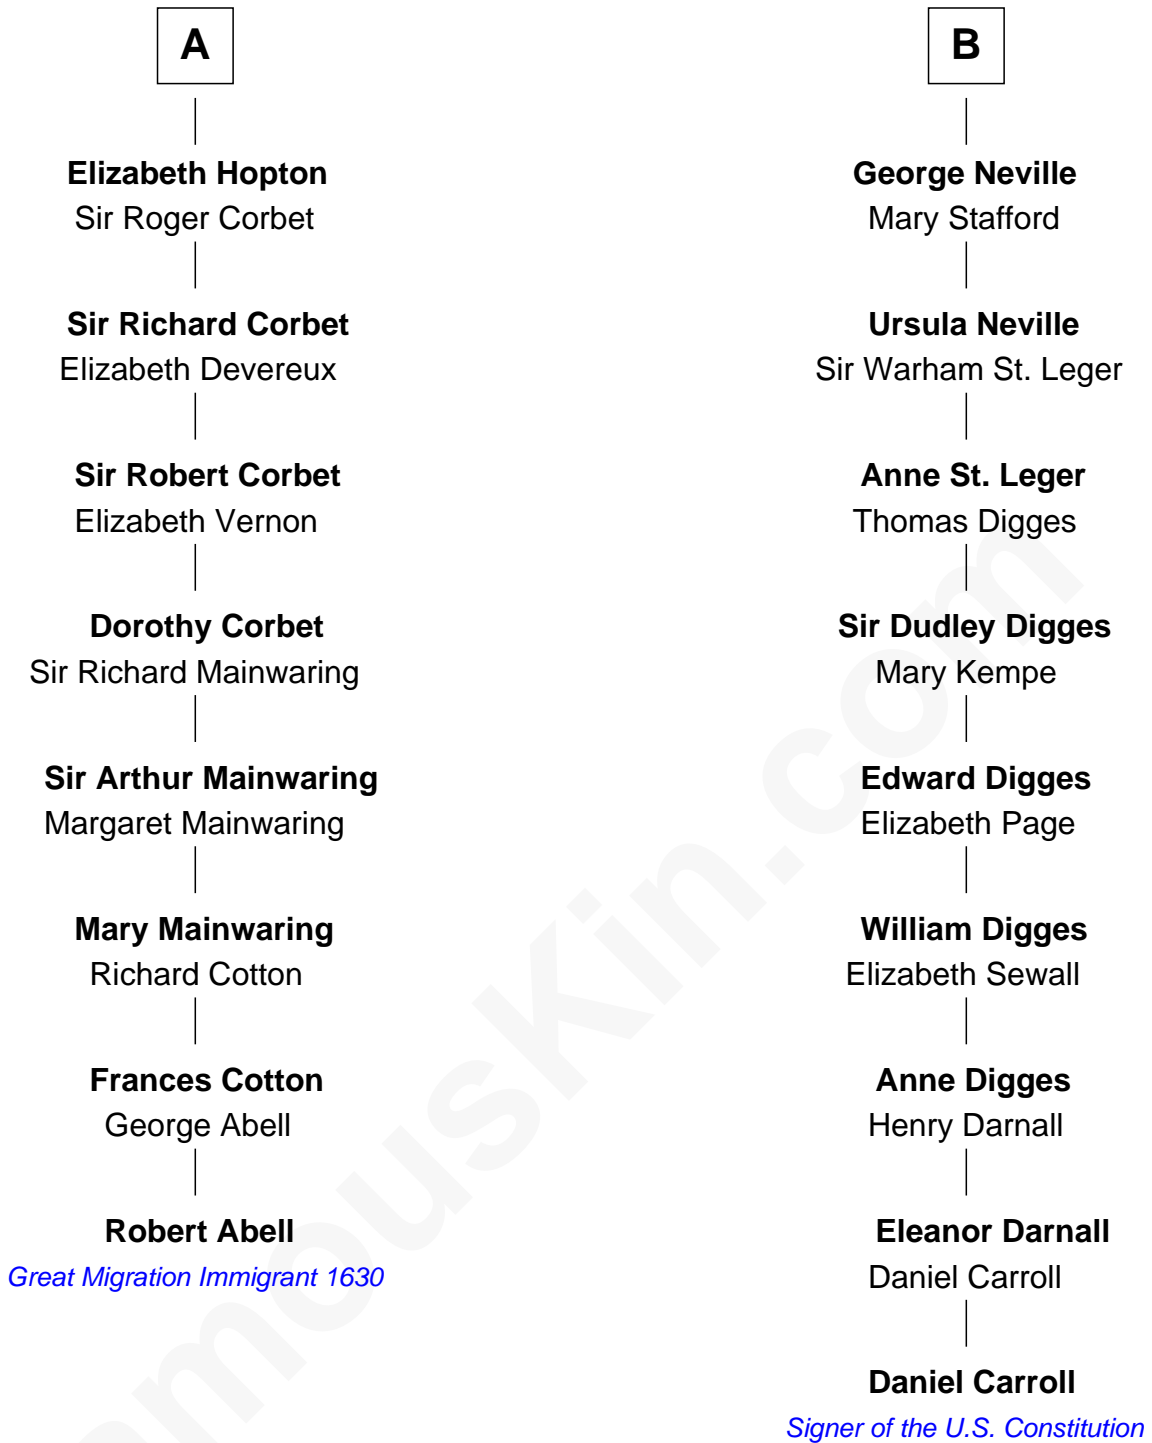 A
Elizabeth Hopton
Sir Roger Corbet
Sir Richard Corbet
Elizabeth Devereux
Sir Robert Corbet
Elizabeth Vernon
Dorothy Corbet
Sir Richard Mainwaring
Sir Arthur Mainwaring
Margaret Mainwaring
Mary Mainwaring
Richard Cotton
Frances Cotton
George Abell
Robert Abell
Great Migration Immigrant 1630
B
George Neville
Mary Stafford
Ursula Neville
Sir Warham St. Leger
Anne St. Leger
Thomas Digges
Sir Dudley Digges
Mary Kempe
Edward Digges
Elizabeth Page
William Digges
Elizabeth Sewall
Anne Digges
Henry Darnall
Eleanor Darnall
Daniel Carroll
Daniel Carroll
Signer of the U.S. Constitution
amousKin.com